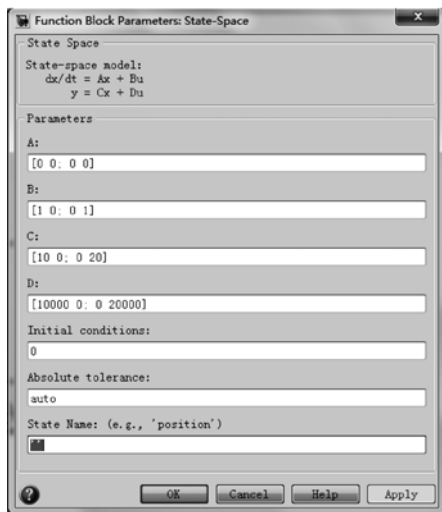 Function Block Parameters: State-Space
State Space
State-space model:
dx/dt = Ax + Bu
y = Cx + Du
Parameters
A:
[0 0; 0 0]
B:
[1 0; 0 1]
C:
[10 0; 0 20]
D:
[10000 0; 0 20000]
Initial conditions:
0
Absolute tolerance:
auto
State Name: (e.g., 'position')
''
OK Cancel Help Apply